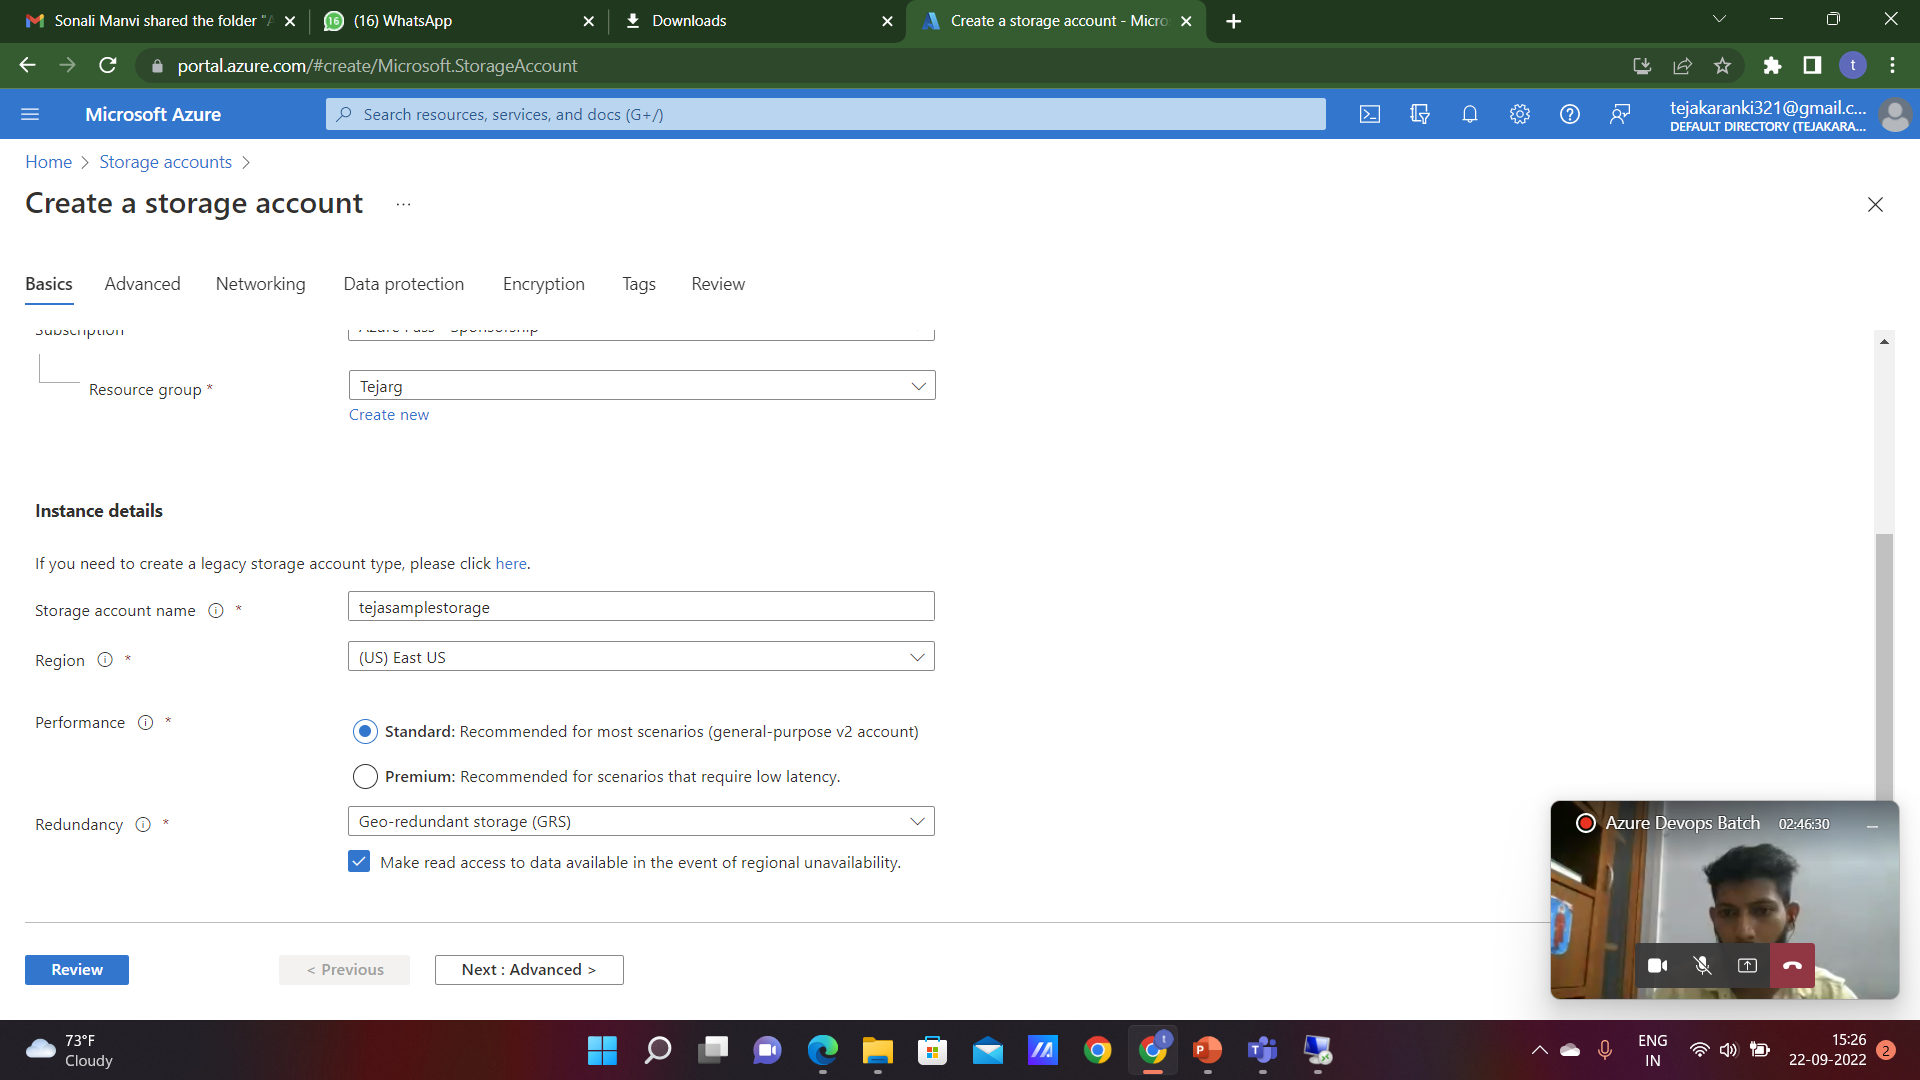 Sonali Manvi shared the folder "A
16
(16) WhatsApp
Downloads
Create a storage account - Micro
portal.azure.com/#create/Microsoft.StorageAccount
t
Microsoft Azure
Search resources, services, and docs (G+/)
tejakaranki321@gmail.c...
DEFAULT DIRECTORY (TEJAKARA...
Home > Storage accounts >
Create a storage account ...
Basics Advanced Networking Data protection Encryption Tags Review
Subscription
Azure Pass - Sponsorship
Resource group *
Tejarg
Create new
Instance details
If you need to create a legacy storage account type, please click here.
Storage account name *
tejasamplestorage
Region *
(US) East US
Performance *
Standard: Recommended for most scenarios (general-purpose v2 account)
Premium: Recommended for scenarios that require low latency.
Redundancy *
Geo-redundant storage (GRS)
Make read access to data available in the event of regional unavailability.
Azure Devops Batch 02:46:30
Review
< Previous
Next : Advanced >
73°F
Cloudy
ENG
IN
15:26
22-09-2022
2